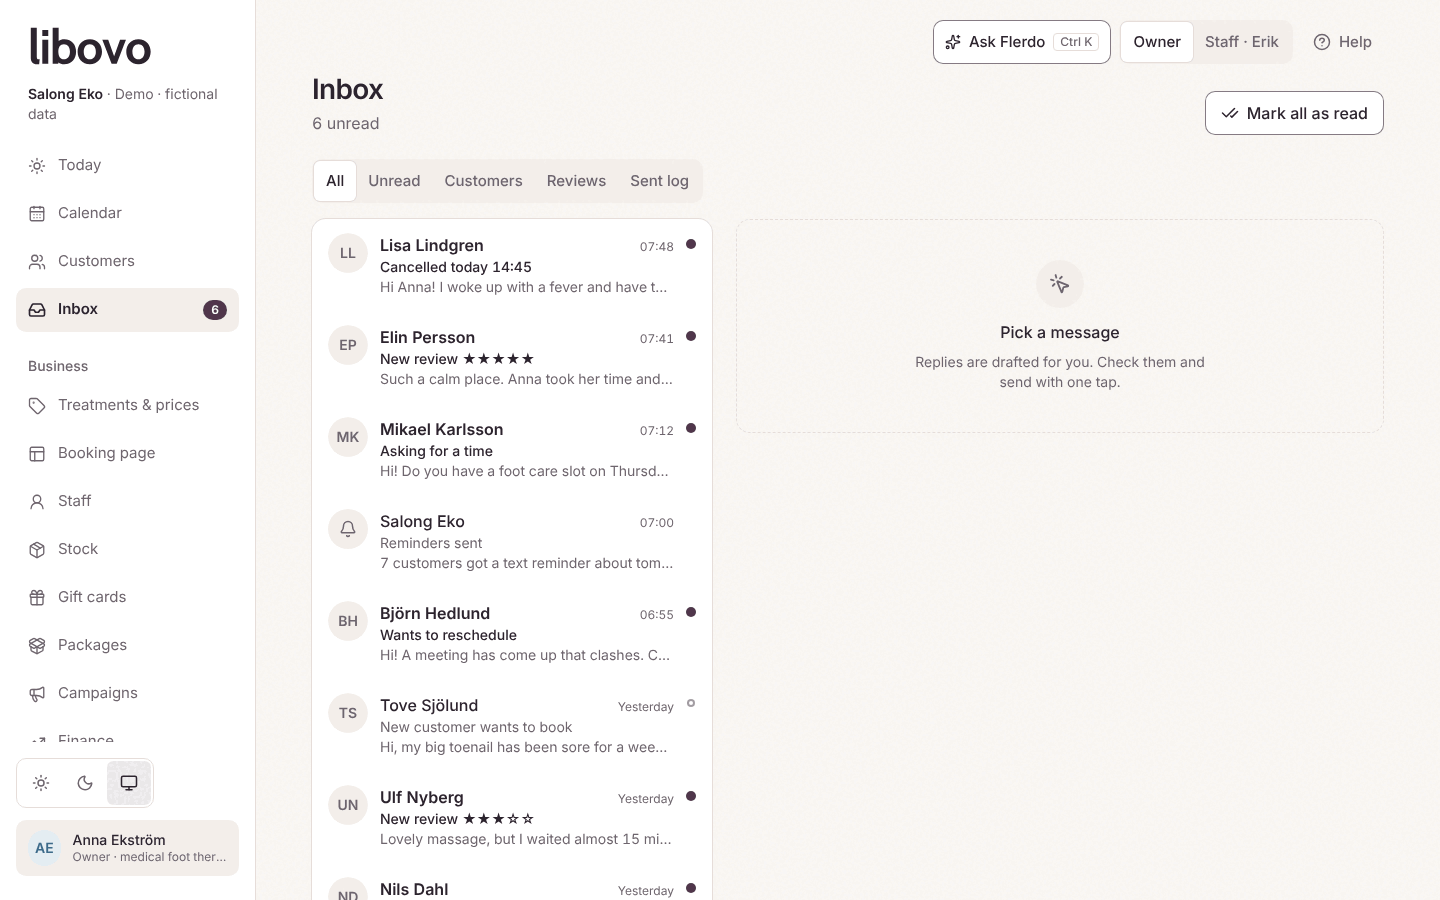 libovo
Salong Eko · Demo · fictional
data
Today
Calendar
Customers
Inbox 6
Business
Treatments & prices
Booking page
Staff
Stock
Gift cards
Packages
Campaigns
Finance
AE
Anna Ekström
Owner · medical foot ther...
Ask Flerdo Ctrl K
Owner
Staff · Erik
Help
Inbox
6 unread
Mark all as read
All Unread Customers Reviews Sent log
LL
Lisa Lindgren 07:48
Cancelled today 14:45
Hi Anna! I woke up with a fever and have t...
EP
Elin Persson 07:41
New review ★★★★★
Such a calm place. Anna took her time and...
MK
Mikael Karlsson 07:12
Asking for a time
Hi! Do you have a foot care slot on Thursd...
Salong Eko 07:00
Reminders sent
7 customers got a text reminder about tom...
BH
Björn Hedlund 06:55
Wants to reschedule
Hi! A meeting has come up that clashes. C...
TS
Tove Sjölund Yesterday
New customer wants to book
Hi, my big toenail has been sore for a wee...
UN
Ulf Nyberg Yesterday
New review ★★★☆☆
Lovely massage, but I waited almost 15 mi...
ND
Nils Dahl Yesterday
Pick a message
Replies are drafted for you. Check them and
send with one tap.